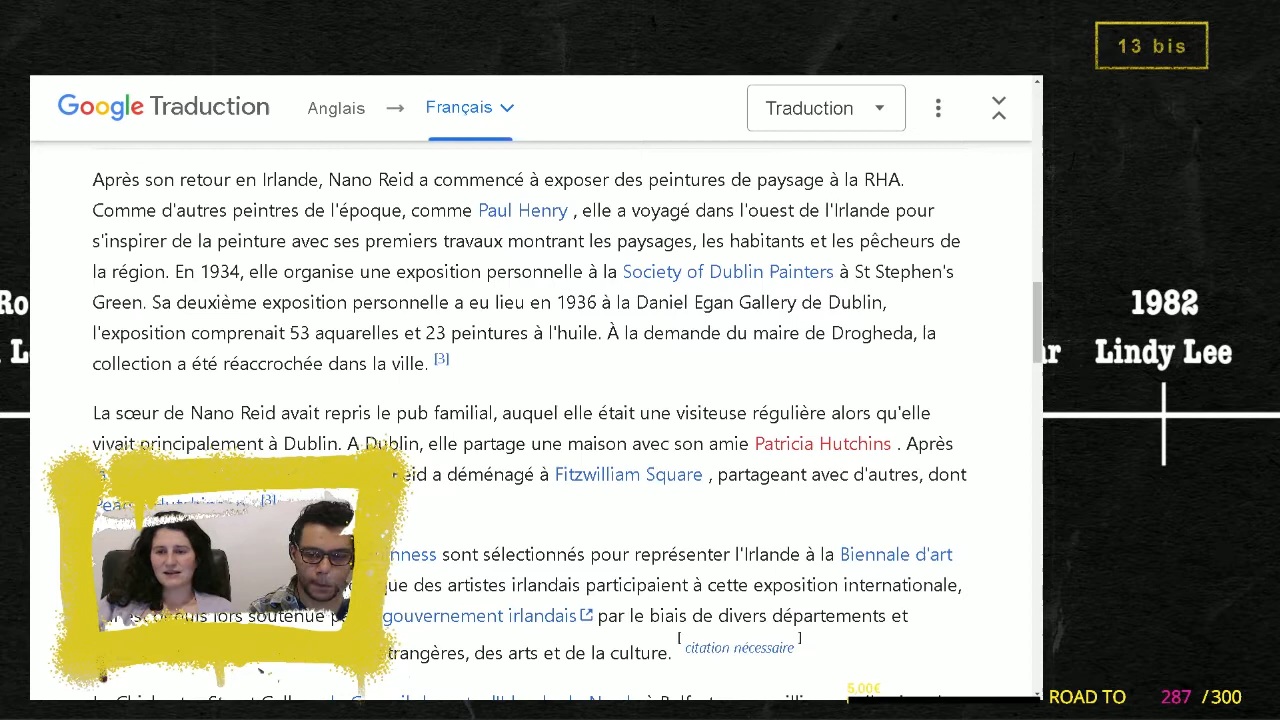 13 bis
Google Traduction
Anglais → Français
Traduction
Après son retour en Irlande, Nano Reid a commencé à exposer des peintures de paysage à la RHA.
Comme d'autres peintres de l'époque, comme Paul Henry , elle a voyagé dans l'ouest de l'Irlande pour
s'inspirer de la peinture avec ses premiers travaux montrant les paysages, les habitants et les pêcheurs de
la région. En 1934, elle organise une exposition personnelle à la Society of Dublin Painters à St Stephen's
Green. Sa deuxième exposition personnelle a eu lieu en 1936 à la Daniel Egan Gallery de Dublin,
l'exposition comprenait 53 aquarelles et 23 peintures à l'huile. À la demande du maire de Drogheda, la
collection a été réaccrochée dans la ville. [3]
La sœur de Nano Reid avait repris le pub familial, auquel elle était une visiteuse régulière alors qu'elle
vivait principalement à Dublin. A Dublin, elle partage une maison avec son amie Patricia Hutchins . Après
eid a déménagé à Fitzwilliam Square , partageant avec d'autres, dont
[3]
nness sont sélectionnés pour représenter l'Irlande à la Biennale d'art
que des artistes irlandais participaient à cette exposition internationale,
lors soutenue gouvernement irlandais par le biais de divers départements et
trangères, des arts et de la culture. [ citation nécessaire ]
Ro
1982
Lindy Lee
5,00€
ROAD TO 287 / 300